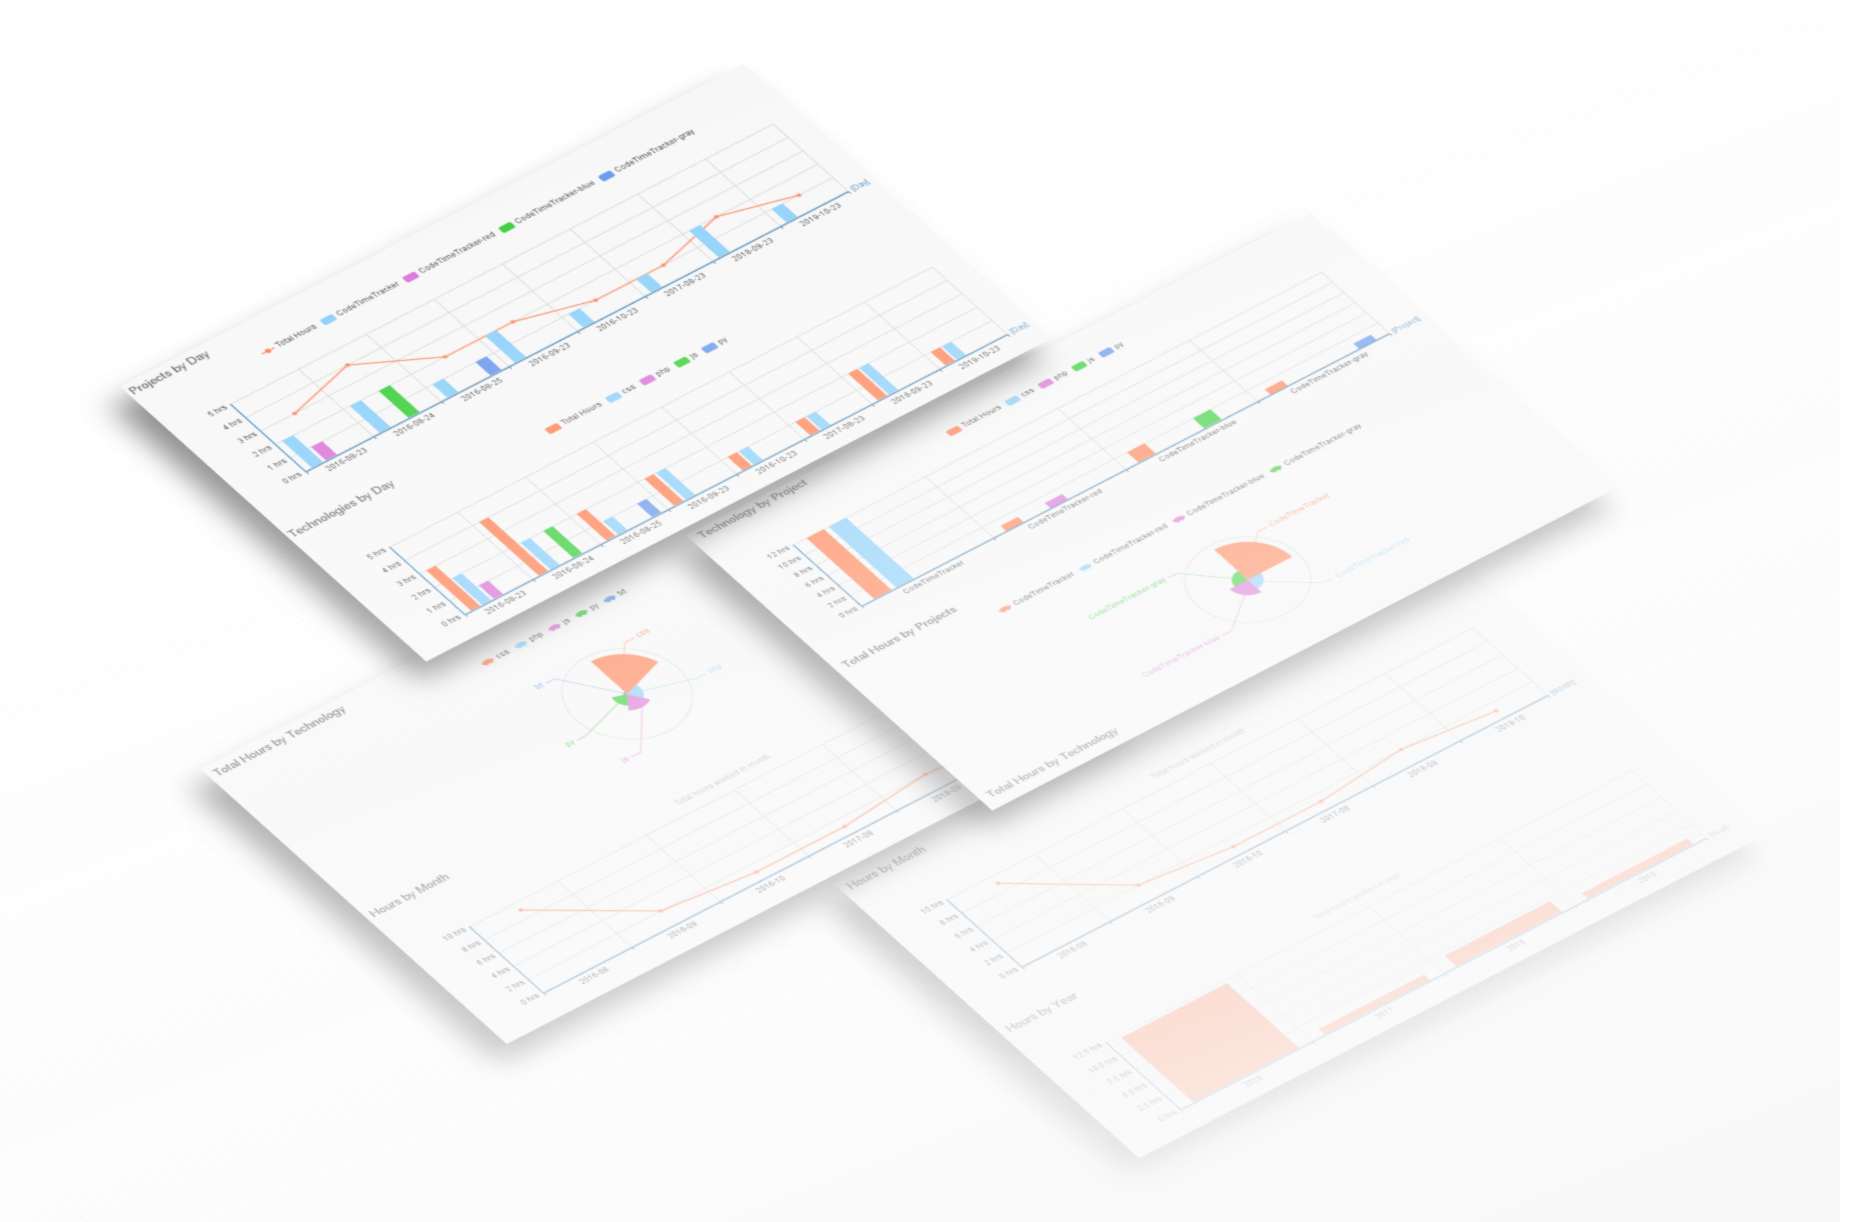 Projects by Day
Total Hours CodeTimeTracker CodeTimeTracker-red CodeTimeTracker-blue CodeTimeTracker-gray
5 hrs
4 hrs
3 hrs
2 hrs
1 hrs
0 hrs
2016-08-23 2016-08-24 2016-08-25 2016-09-23 2016-10-23 2017-08-23 2018-09-23 2019-10-23
[Day]
Technologies by Day
Total Hours css php js py
5 hrs
4 hrs
3 hrs
2 hrs
1 hrs
0 hrs
2016-08-23 2016-08-24 2016-08-25 2016-09-23 2016-10-23 2017-08-23 2018-09-23 2019-10-23
[Day]
Technology by Project
Total Hours css php js py
12 hrs
10 hrs
8 hrs
6 hrs
4 hrs
2 hrs
0 hrs
CodeTimeTracker CodeTimeTracker-red CodeTimeTracker-blue CodeTimeTracker-gray
[Project]
Total Hours by Projects
CodeTimeTracker CodeTimeTracker-red CodeTimeTracker-blue CodeTimeTracker-gray
CodeTimeTracker
CodeTimeTracker-red
CodeTimeTracker-gray
CodeTimeTracker-blue
Total Hours by Technology
Total Hours by Technology
css php js py txt
css
php
txt
py
js
Hours by Month
Total hours worked in month
10 hrs
8 hrs
6 hrs
4 hrs
2 hrs
0 hrs
2016-08 2016-09 2016-10 2017-08 2018-09
Hours by Month
Total hours worked in month
10 hrs
8 hrs
6 hrs
4 hrs
2 hrs
0 hrs
2016-08 2016-09 2016-10 2017-08 2018-09 2019-10
[Month]
Hours by Year
Total hours worked in year
12.5 hrs
10.0 hrs
7.5 hrs
5.0 hrs
2.5 hrs
0 hrs
2016 2017 2018 2019